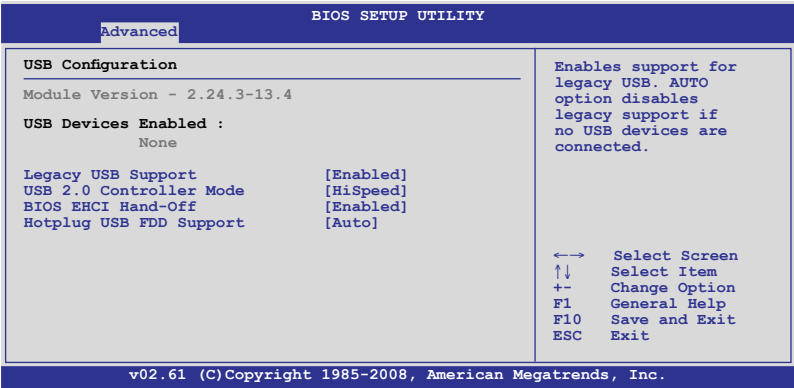 BIOS SETUP UTILITY
Advanced
USB Configuration
Module Version - 2.24.3-13.4
USB Devices Enabled :
None
Legacy USB Support [Enabled]
USB 2.0 Controller Mode [HiSpeed]
BIOS EHCI Hand-Off [Enabled]
Hotplug USB FDD Support [Auto]
Enables support for
legacy USB. AUTO
option disables
legacy support if
no USB devices are
connected.
←→ Select Screen
↑↓ Select Item
+- Change Option
F1 General Help
F10 Save and Exit
ESC Exit
v02.61 (C)Copyright 1985-2008, American Megatrends, Inc.